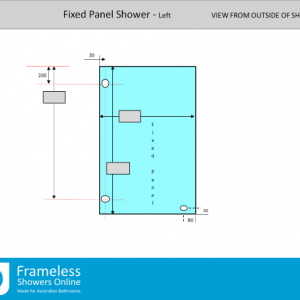 Fixed Panel Shower - Left
VIEW FROM OUTSIDE OF SH
30
200
Fixed Panel
30
80
Frameless
Showers Online
Made for Australian Bathrooms